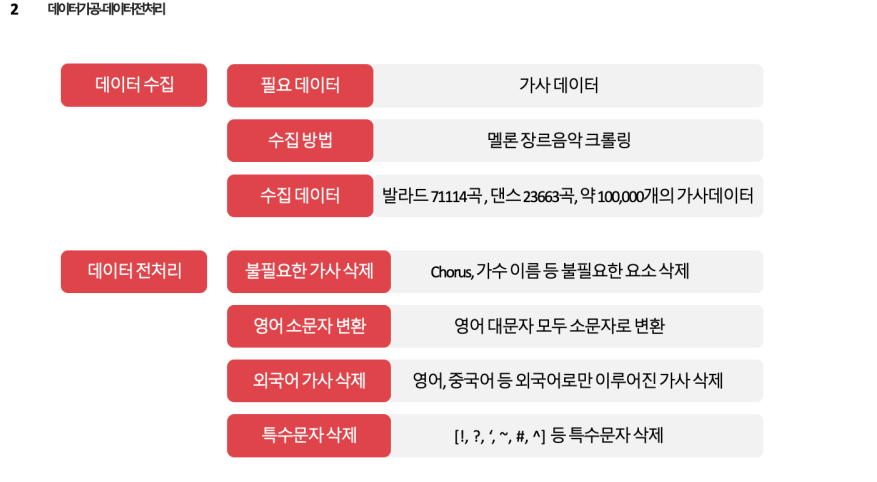 2 데이터가공-데이터전처리
데이터 수집
필요 데이터 가사 데이터
수집 방법 멜론 장르음악 크롤링
수집 데이터 발라드 71114곡 , 댄스 23663곡, 약 100,000개의 가사데이터
데이터 전처리
불필요한 가사 삭제 Chorus, 가수 이름 등 불필요한 요소 삭제
영어 소문자 변환 영어 대문자 모두 소문자로 변환
외국어 가사 삭제 영어, 중국어 등 외국어로만 이루어진 가사 삭제
특수문자 삭제 [!, ?, ‘, ~, #, ^] 등 특수문자 삭제